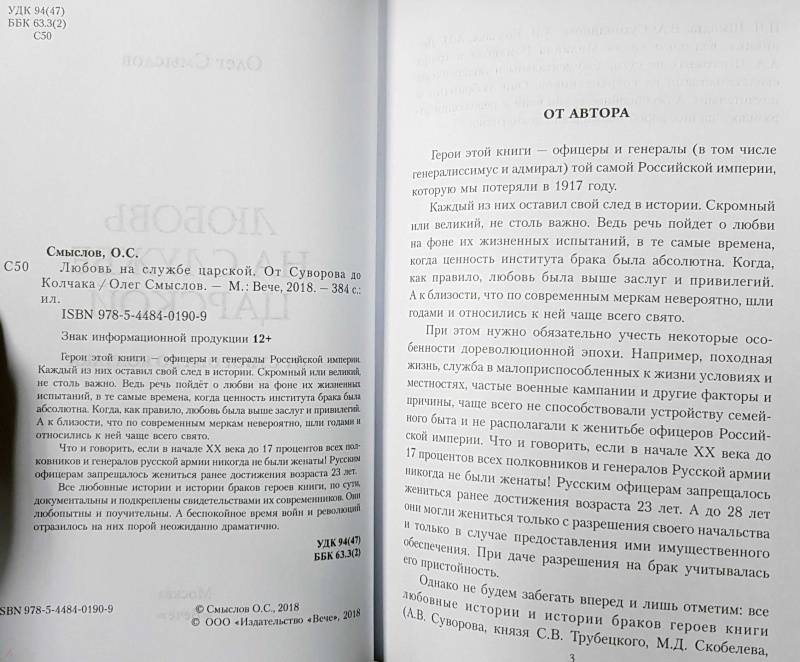 УДК 94(47)
ББК 63.3(2)
С50
Смыслов, О.С.
С50 Любовь на службе царской. От Суворова до
Колчака / Олег Смыслов. — М.: Вече, 2018. — 384 с.:
ил.
ISBN 978-5-4484-0190-9
Знак информационной продукции 12+
Герои этой книги — офицеры и генералы Российской империи.
Каждый из них оставил свой след в истории. Скромный или великий,
не столь важно. Ведь речь пойдёт о любви на фоне их жизненных
испытаний, в те самые времена, когда ценность института брака была
абсолютна. Когда, как правило, любовь была выше заслуг и привилегий.
А к близости, что по современным меркам невероятно, шли годами и
относились к ней чаще всего свято.
Что и говорить, если в начале XX века до 17 процентов всех пол-
ковников и генералов русской армии никогда не были женаты! Русским
офицерам запрещалось жениться ранее достижения возраста 23 лет.
Все любовные истории и истории браков героев книги, по сути,
документальны и подкреплены свидетельствами их современников. Они
любопытны и поучительны. А беспокойное время войн и революций
отразилось на них порой неожиданно драматично.
УДК 94(47)
ББК 63.3(2)
ISBN 978-5-4484-0190-9
© Смыслов О.С., 2018
© ООО «Издательство «Вече», 2018
ОТ АВТОРА
Герои этой книги — офицеры и генералы (в том числе
генералиссимус и адмирал) той самой Российской империи,
которую мы потеряли в 1917 году.
Каждый из них оставил свой след в истории. Скромный
или великий, не столь важно. Ведь речь пойдет о любви
на фоне их жизненных испытаний, в те самые времена,
когда ценность института брака была абсолютна. Когда,
как правило, любовь была выше заслуг и привилегий.
А к близости, что по современным меркам невероятно, шли
годами и относились к ней чаще всего свято.
При этом нужно обязательно учесть некоторые осо-
бенности дореволюционной эпохи. Например, походная
жизнь, служба в малоприспособленных к жизни условиях и
местностях, частые военные кампании и другие факторы и
причины, чаще всего не способствовали устройству семей-
ного быта и не располагали к женитьбе офицеров Россий-
ской империи. Что и говорить, если в начале XX века до
17 процентов всех полковников и генералов Русской армии
никогда не были женаты! Русским офицерам запрещалось
жениться ранее достижения возраста 23 лет. А до 28 лет
они могли жениться только с разрешения своего начальства
и только в случае предоставления ими имущественного
обеспечения. При даче разрешения на брак учитывалась
его пристойность.
Однако не будем забегать вперед и лишь отметим: все
любовные истории и истории браков героев книги
(А.В. Суворова, князя С.В. Трубецкого, М.Д. Скобелева,
3